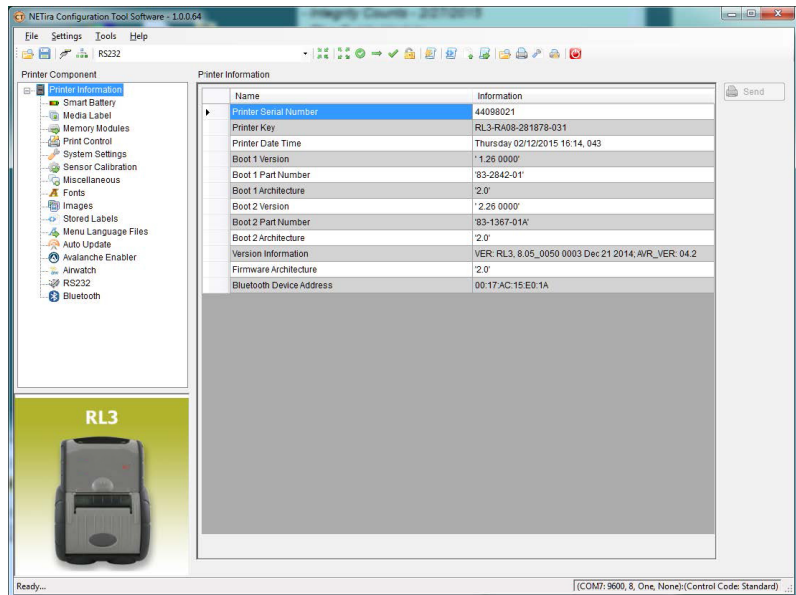 NETira Configuration Tool Software - 1.0.0.64
- Integrity Counts - 2/27/2015
File Settings Tools Help
RS232
Printer Component
Printer Information
Smart Battery
Media Label
Memory Modules
Print Control
System Settings
Sensor Calibration
Miscellaneous
Fonts
Images
Stored Labels
Menu Language Files
Auto Update
Avalanche Enabler
Airwatch
RS232
Bluetooth
Printer Information
Name Information
Printer Serial Number 44098021
Printer Key RL3-RA08-281878-031
Printer Date Time Thursday 02/12/2015 16:14, 043
Boot 1 Version ' 1.26 0000'
Boot 1 Part Number '83-2842-01'
Boot 1 Architecture '2.0'
Boot 2 Version ' 2.26 0000'
Boot 2 Part Number '83-1367-01A'
Boot 2 Architecture '2.0'
Version Information VER: RL3, 8.05_0050 0003 Dec 21 2014; AVR_VER: 04.2
Firmware Architecture '2.0'
Bluetooth Device Address 00:17:AC:15:E0:1A
Send
RL3
Ready...
(COM7: 9600, 8, One, None):(Control Code: Standard)